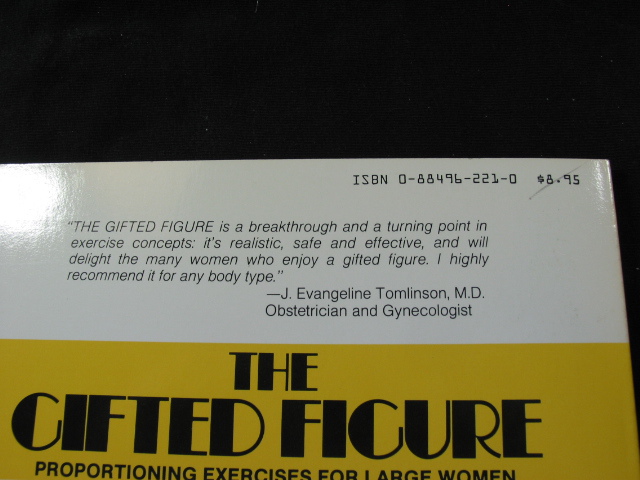 ISBN 0-88496-221-0 $8.95
"THE GIFTED FIGURE is a breakthrough and a turning point in
exercise concepts: it's realistic, safe and effective, and will
delight the many women who enjoy a gifted figure. I highly
recommend it for any body type."
—J. Evangeline Tomlinson, M.D.
Obstetrician and Gynecologist
THE
GIFTED FIGURE
PROPORTIONING EXERCISES FOR LARGE WOMEN